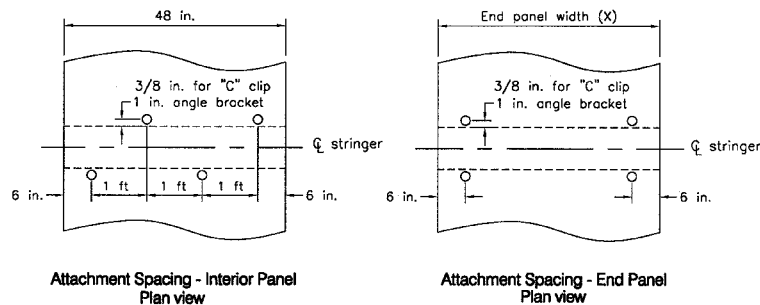 48 in.
3/8 in. for "C" clip
1 in. angle bracket
℄ stringer
1 ft
1 ft
1 ft
6 in.
6 in.
Attachment Spacing - Interior Panel
Plan view
End panel width (X)
3/8 in. for "C" clip
1 in. angle bracket
℄ stringer
6 in.
6 in.
Attachment Spacing - End Panel
Plan view